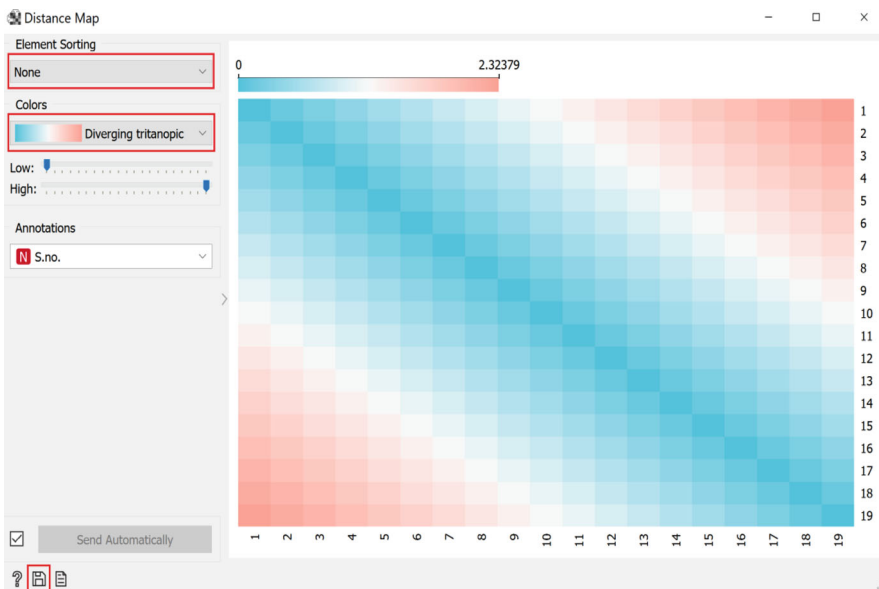 Distance Map
Element Sorting
None
Colors
Diverging tritanopic
Low:
High:
Annotations
N S.no.
Send Automatically
0 2.32379
1
2
3
4
5
6
7
8
9
10
11
12
13
14
15
16
17
18
19
1 2 3 4 5 6 7 8 9 10 11 12 13 14 15 16 17 18 19